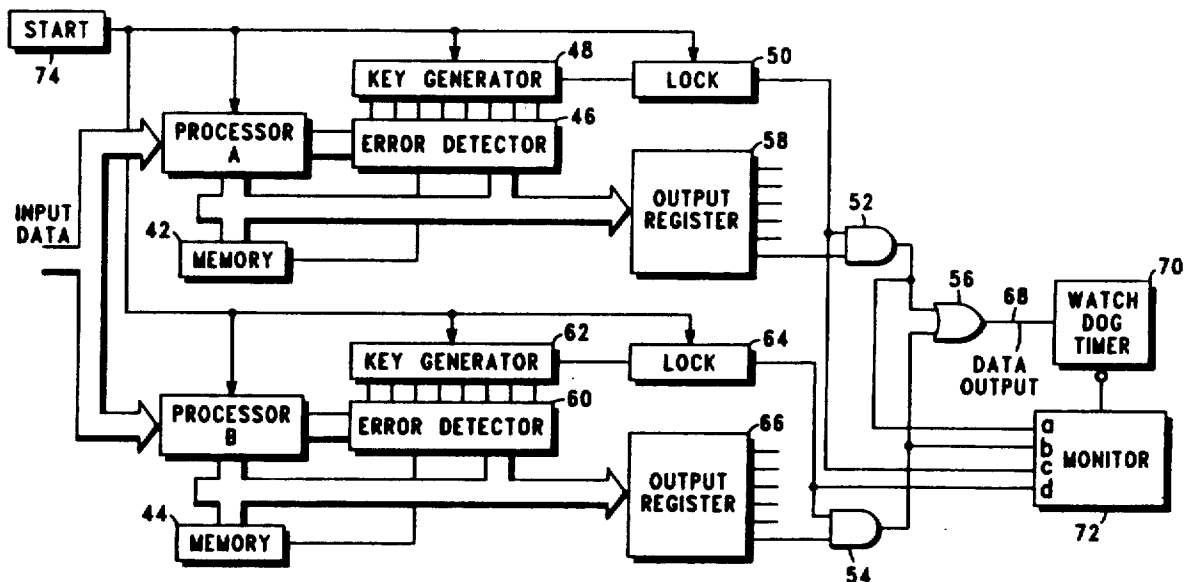 START
74
KEY GENERATOR
48
LOCK
50
PROCESSOR
A
ERROR DETECTOR
46
58
OUTPUT
REGISTER
INPUT
DATA
42
MEMORY
52
56
68
70
WATCH
DOG
TIMER
DATA
OUTPUT
KEY GENERATOR
62
LOCK
64
PROCESSOR
B
ERROR DETECTOR
60
66
OUTPUT
REGISTER
a
b
c
d
MONITOR
72
44
MEMORY
54